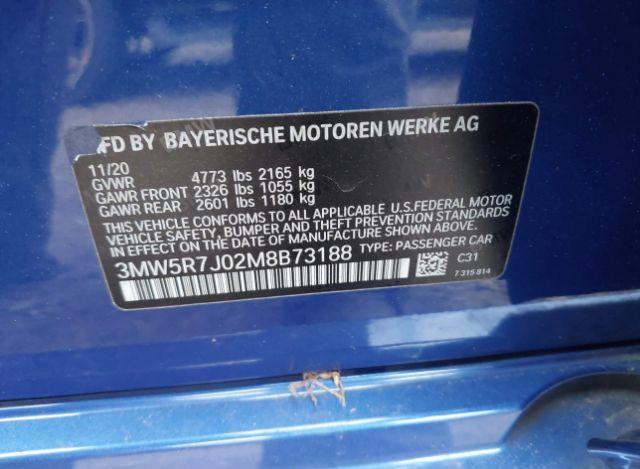 MFD BY BAYERISCHE MOTOREN WERKE AG
11/20
GVWR 4773 lbs 2165 kg
GAWR FRONT 2326 lbs 1055 kg
GAWR REAR 2601 lbs 1180 kg
THIS VEHICLE CONFORMS TO ALL APPLICABLE U.S.FEDERAL MOTOR
VEHICLE SAFETY, BUMPER AND THEFT PREVENTION STANDARDS
IN EFFECT ON THE DATE OF MANUFACTURE SHOWN ABOVE.
3MW5R7J02M8B73188 TYPE: PASSENGER CAR
C31
7 315 814